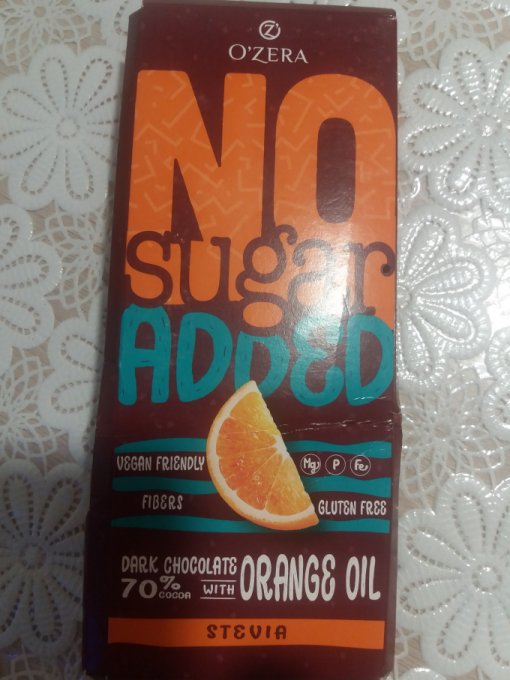 O'ZERA
NO
sugar
ADDED
VEGAN FRIENDLY
Mg P Fe
FIBERS
GLUTEN FREE
DARK CHOCOLATE
70% COCOA
WITH ORANGE OIL
STEVIA